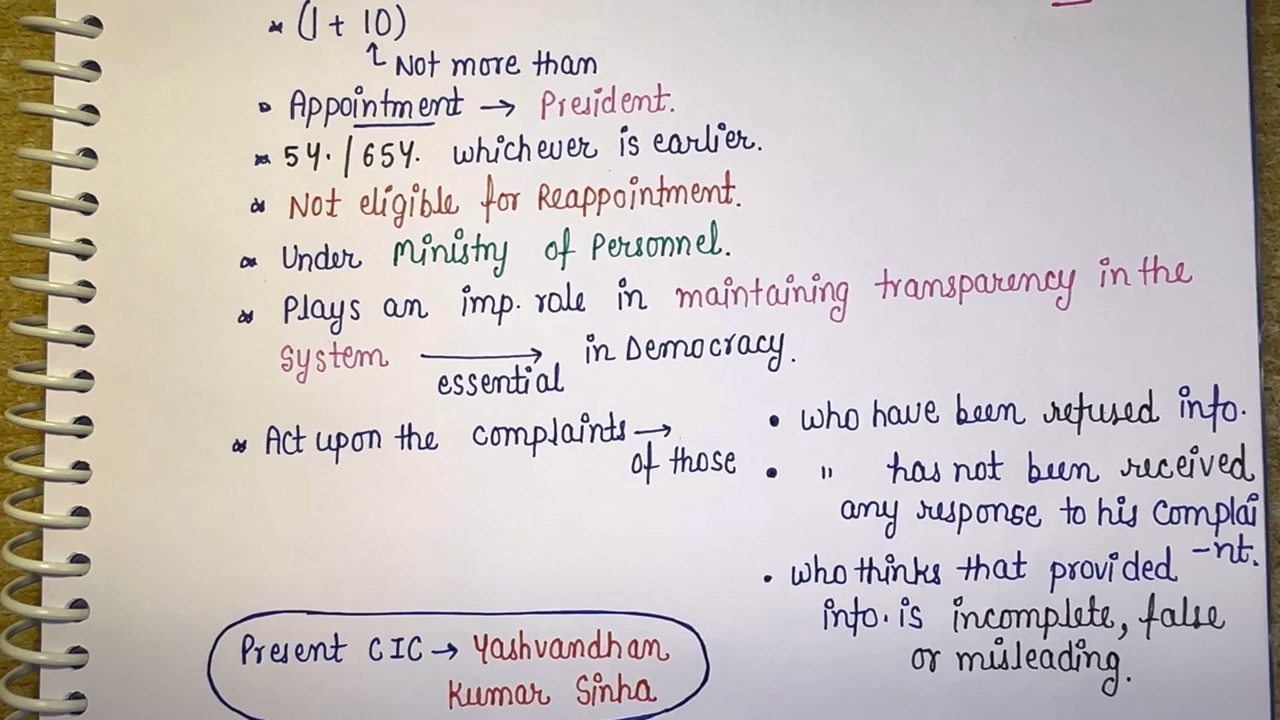 (1 + 10)
Not more than
Appointment → President.
5y. / 65y. whichever is earlier.
Not eligible for Reappointment.
Under Ministry of Personnel.
Plays an imp. role in maintaining transparency in the
system → in Democracy.
essential
Act upon the complaints →
of those
• who have been refused info.
• " has not been received
any response to his complai
-nt.
• who thinks that provided
info. is incomplete, false
or misleading.
Present CIC → Yashvandhan
Kumar Sinha